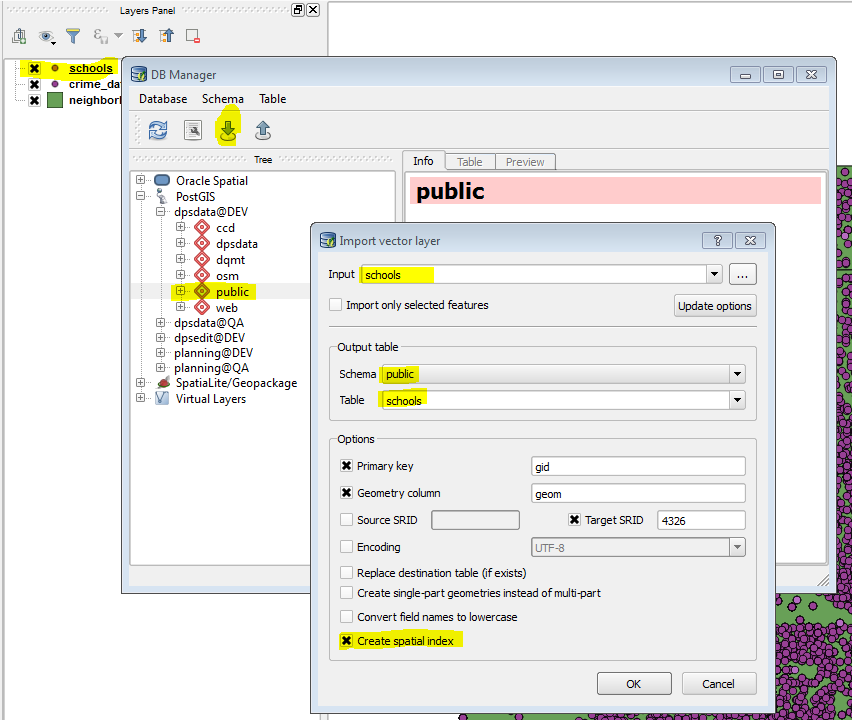 Layers Panel
schools
crime_da
neighborl
DB Manager
Database Schema Table
Tree
Oracle Spatial
PostGIS
dpsdata@DEV
ccd
dpsdata
dqmt
osm
public
web
dpsdata@QA
dpsedit@DEV
planning@DEV
planning@QA
SpatiaLite/Geopackage
Virtual Layers
Info Table Preview
public
Import vector layer
Input schools ...
Import only selected features Update options
Output table
Schema public
Table schools
Options
Primary key gid
Geometry column geom
Source SRID Target SRID 4326
Encoding UTF-8
Replace destination table (if exists)
Create single-part geometries instead of multi-part
Convert field names to lowercase
Create spatial index
OK Cancel